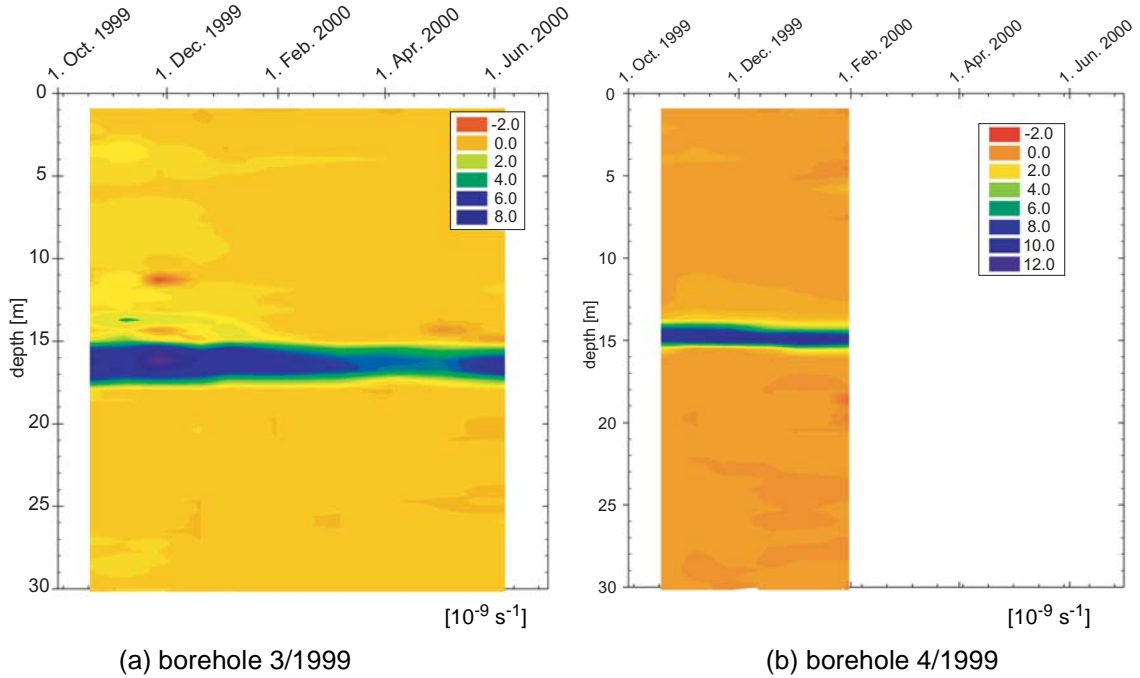 1. Oct. 1999
1. Dec. 1999
1. Feb. 2000
1. Apr. 2000
1. Jun. 2000
0
5
10
15
20
25
30
depth [m]
-2.0
0.0
2.0
4.0
6.0
8.0
[10⁻⁹ s⁻¹]
(a) borehole 3/1999
1. Oct. 1999
1. Dec. 1999
1. Feb. 2000
1. Apr. 2000
1. Jun. 2000
0
5
10
15
20
25
30
depth [m]
-2.0
0.0
2.0
4.0
6.0
8.0
10.0
12.0
[10⁻⁹ s⁻¹]
(b) borehole 4/1999